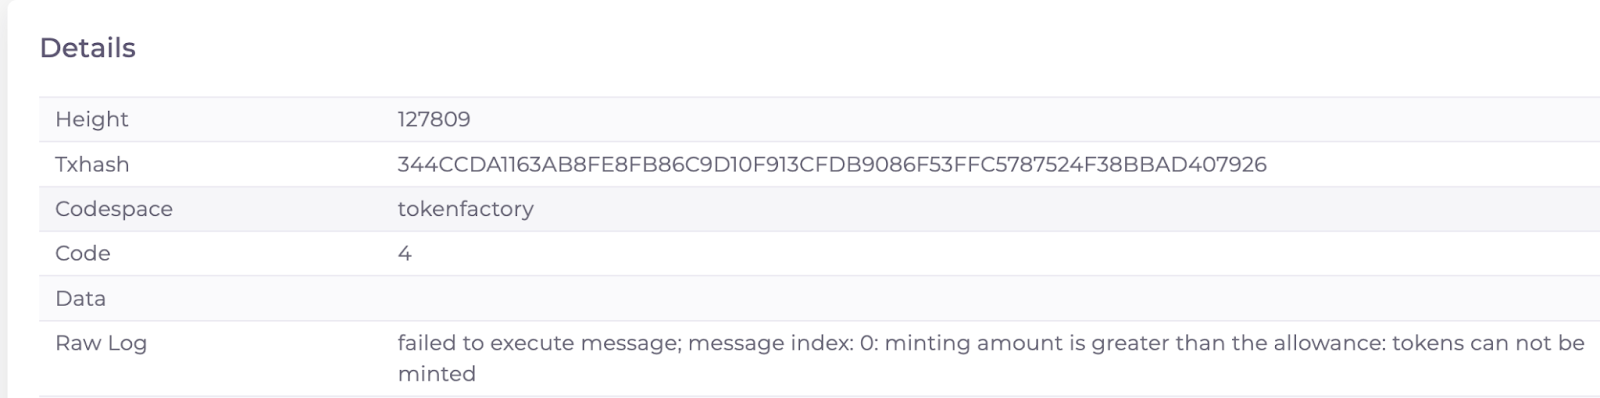 Details
Height 127809
Txhash 344CCDA1163AB8FE8FB86C9D10F913CFDB9086F53FFC5787524F38BBAD407926
Codespace tokenfactory
Code 4
Data
Raw Log failed to execute message; message index: 0: minting amount is greater than the allowance: tokens can not be
minted